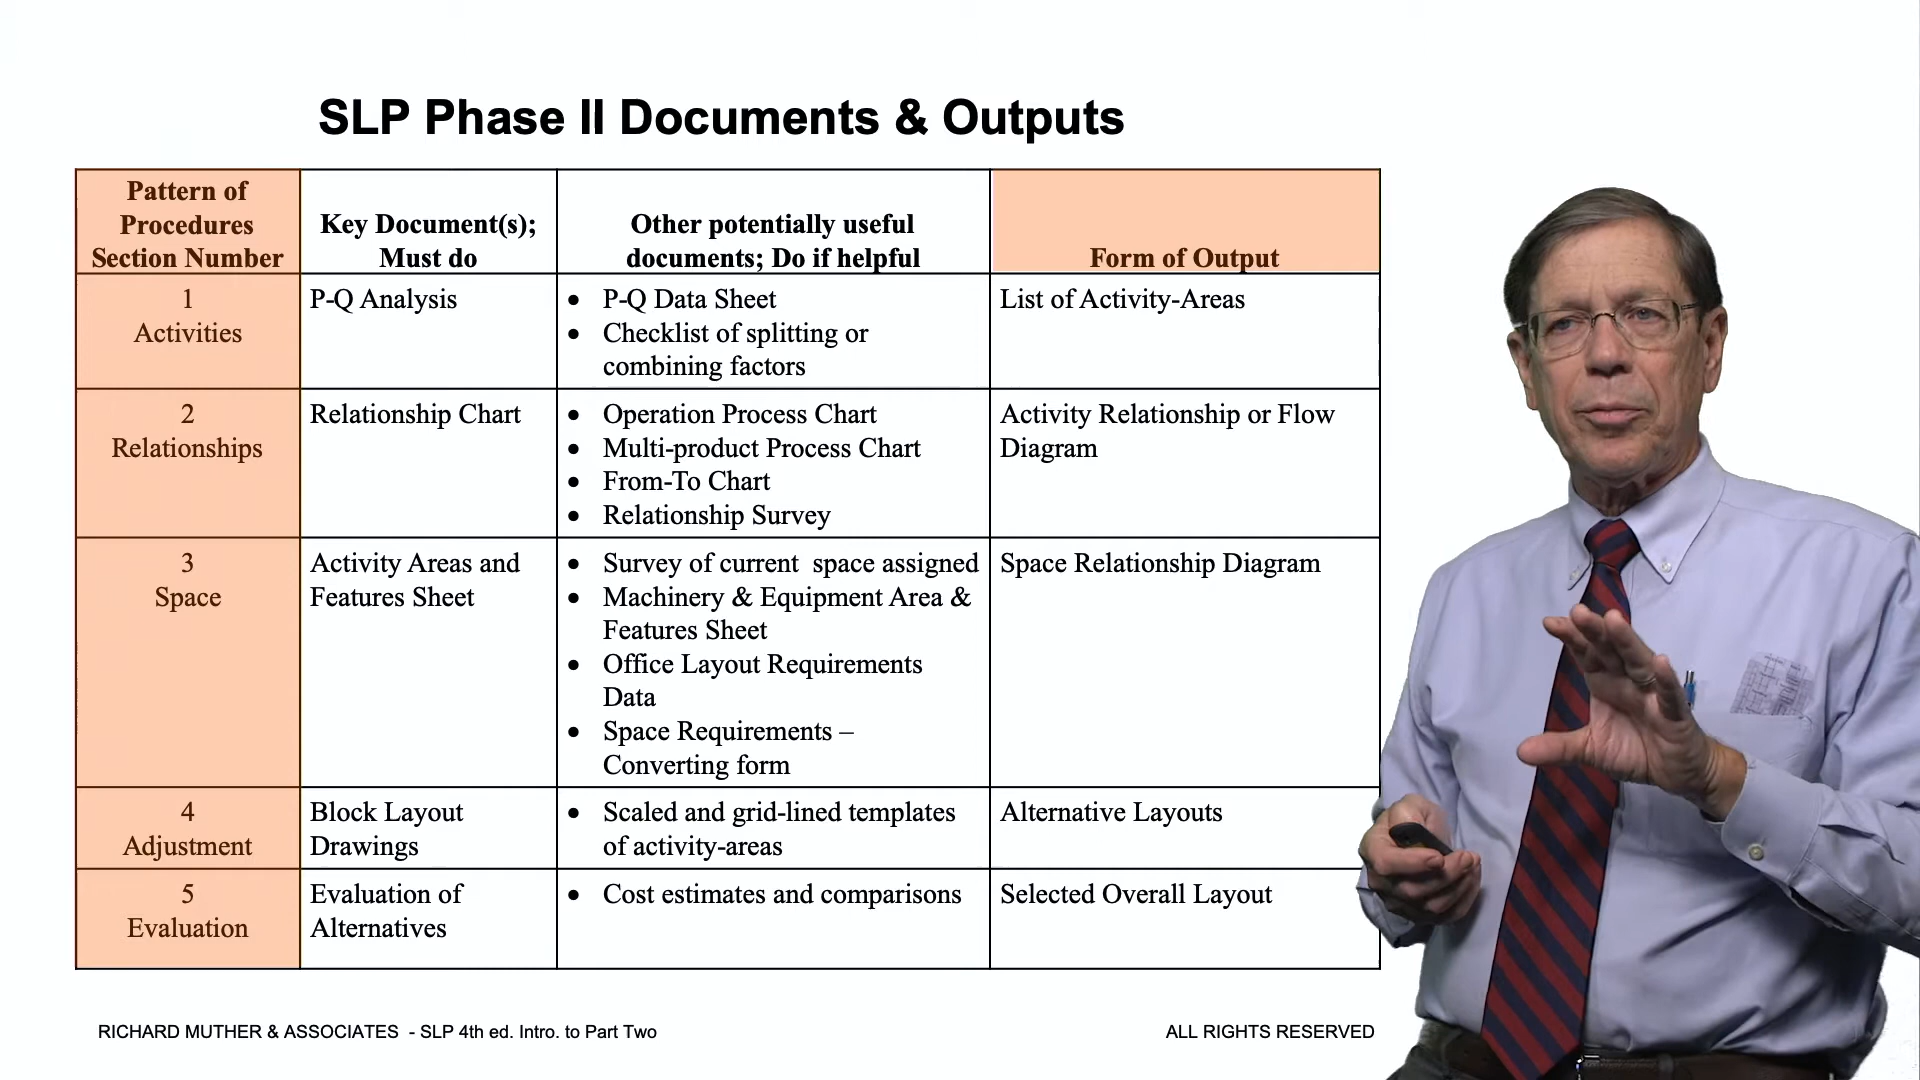 SLP Phase II Documents & Outputs
Pattern of
Procedures
Section Number
Key Document(s);
Must do
Other potentially useful
documents; Do if helpful
Form of Output
1
Activities
P-Q Analysis
• P-Q Data Sheet
• Checklist of splitting or
combining factors
List of Activity-Areas
2
Relationships
Relationship Chart
• Operation Process Chart
• Multi-product Process Chart
• From-To Chart
• Relationship Survey
Activity Relationship or Flow
Diagram
3
Space
Activity Areas and
Features Sheet
• Survey of current space assigned
• Machinery & Equipment Area &
Features Sheet
• Office Layout Requirements
Data
• Space Requirements –
Converting form
Space Relationship Diagram
4
Adjustment
Block Layout
Drawings
• Scaled and grid-lined templates
of activity-areas
Alternative Layouts
5
Evaluation
Evaluation of
Alternatives
• Cost estimates and comparisons
Selected Overall Layout
RICHARD MUTHER & ASSOCIATES - SLP 4th ed. Intro. to Part Two
ALL RIGHTS RESERVED